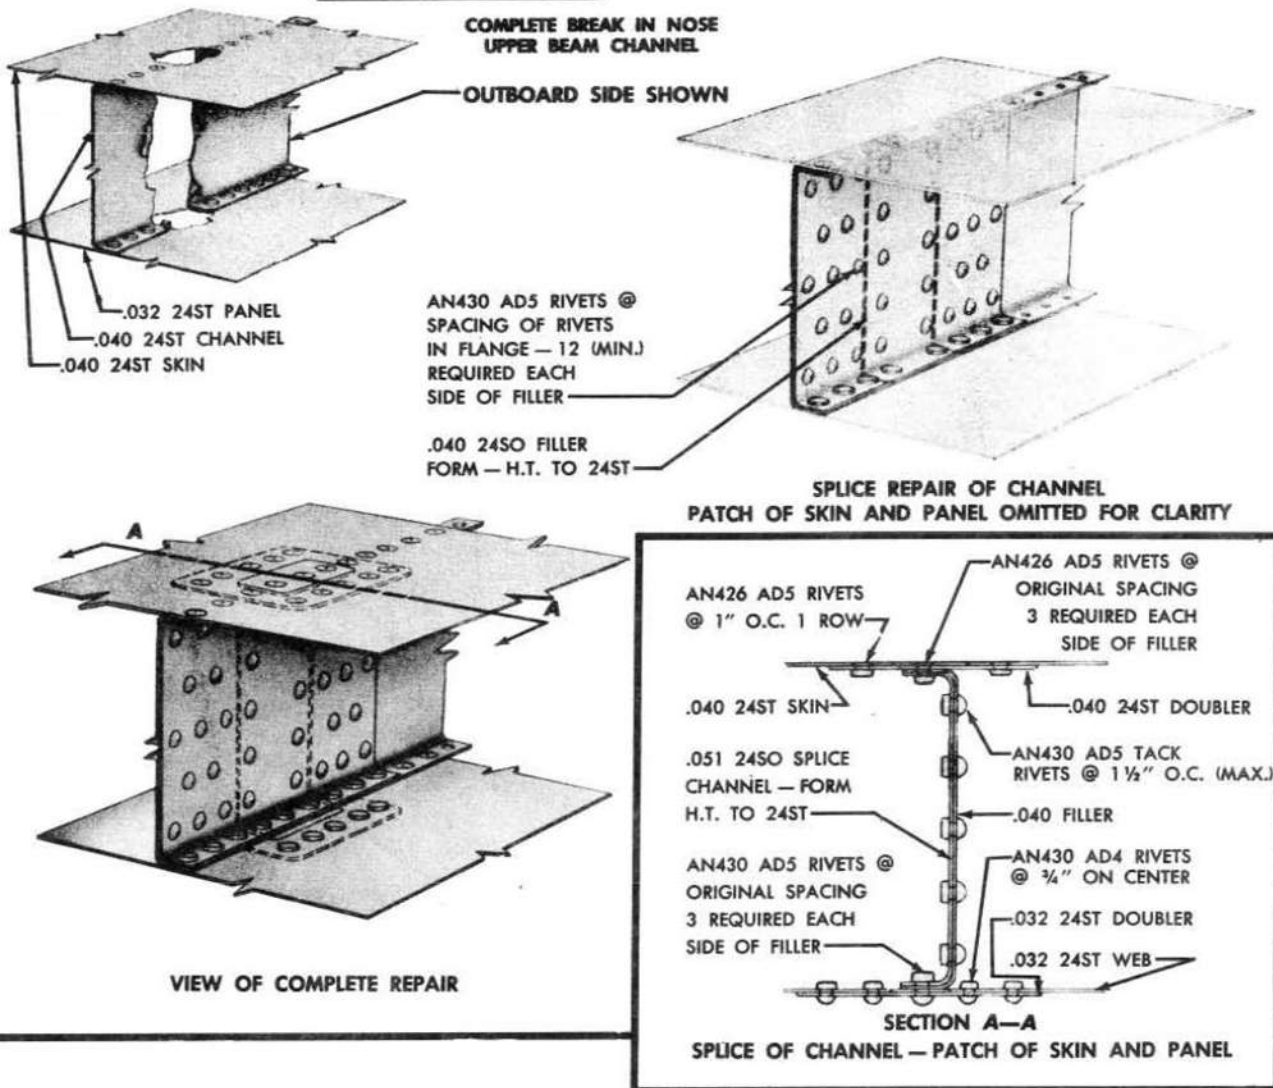 COMPLETE BREAK IN NOSE
UPPER BEAM CHANNEL
OUTBOARD SIDE SHOWN
.032 24ST PANEL
.040 24ST CHANNEL
.040 24ST SKIN
AN430 AD5 RIVETS @
SPACING OF RIVETS
IN FLANGE — 12 (MIN.)
REQUIRED EACH
SIDE OF FILLER
.040 24SO FILLER
FORM — H.T. TO 24ST
SPLICE REPAIR OF CHANNEL
PATCH OF SKIN AND PANEL OMITTED FOR CLARITY
A
A
VIEW OF COMPLETE REPAIR
AN426 AD5 RIVETS
@ 1" O.C. 1 ROW
AN426 AD5 RIVETS @
ORIGINAL SPACING
3 REQUIRED EACH
SIDE OF FILLER
.040 24ST SKIN
.040 24ST DOUBLER
.051 24SO SPLICE
CHANNEL — FORM
H.T. TO 24ST
AN430 AD5 TACK
RIVETS @ 1½" O.C. (MAX.)
.040 FILLER
AN430 AD5 RIVETS @
ORIGINAL SPACING
3 REQUIRED EACH
SIDE OF FILLER
AN430 AD4 RIVETS
@ ¾" ON CENTER
.032 24ST DOUBLER
.032 24ST WEB
SECTION A—A
SPLICE OF CHANNEL — PATCH OF SKIN AND PANEL